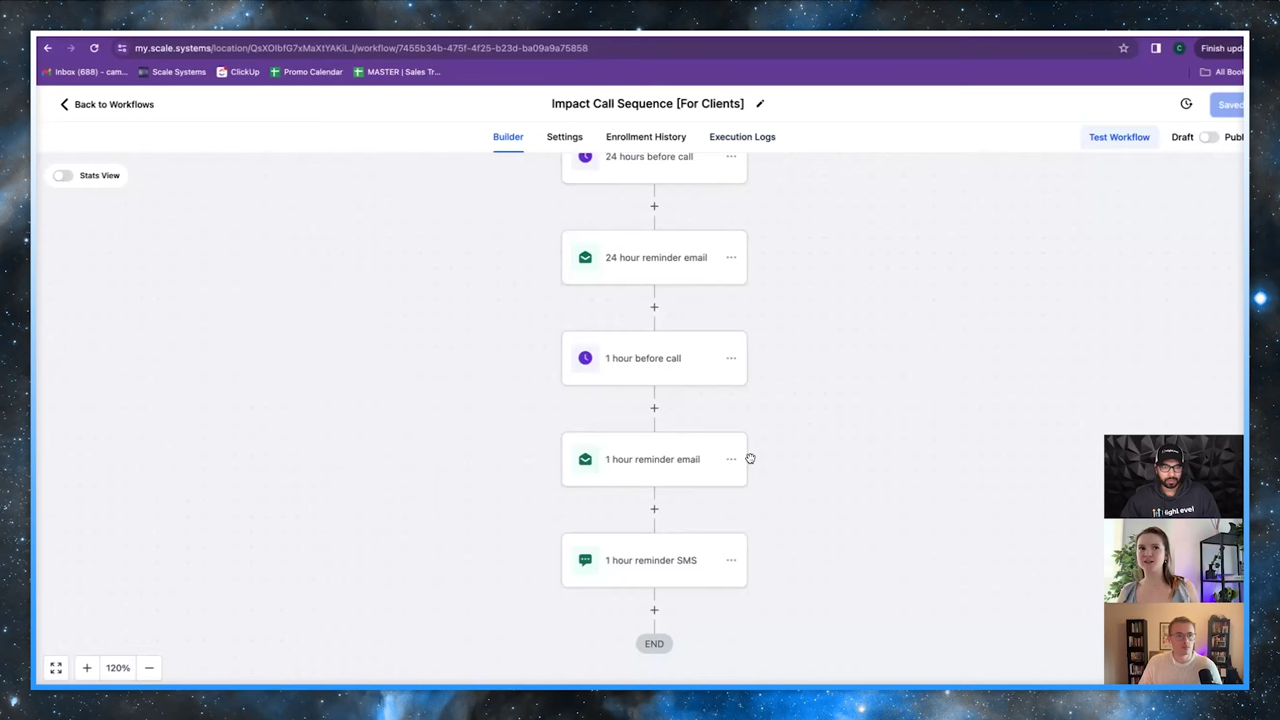 my.scale.systems/location/QsXOIbfG7xMaXtYAKiLJ/workflow/7455b34b-475f-4f25-b23d-ba09a9a75858
C
Finish upd
Inbox (688) - cam...
Scale Systems
ClickUp
Promo Calendar
MASTER | Sales Tr...
All Book
Back to Workflows
Impact Call Sequence [For Clients]
Saved
Builder
Settings
Enrollment History
Execution Logs
Test Workflow
Draft
Publ
Stats View
24 hours before call
24 hour reminder email
1 hour before call
1 hour reminder email
1 hour reminder SMS
END
120%